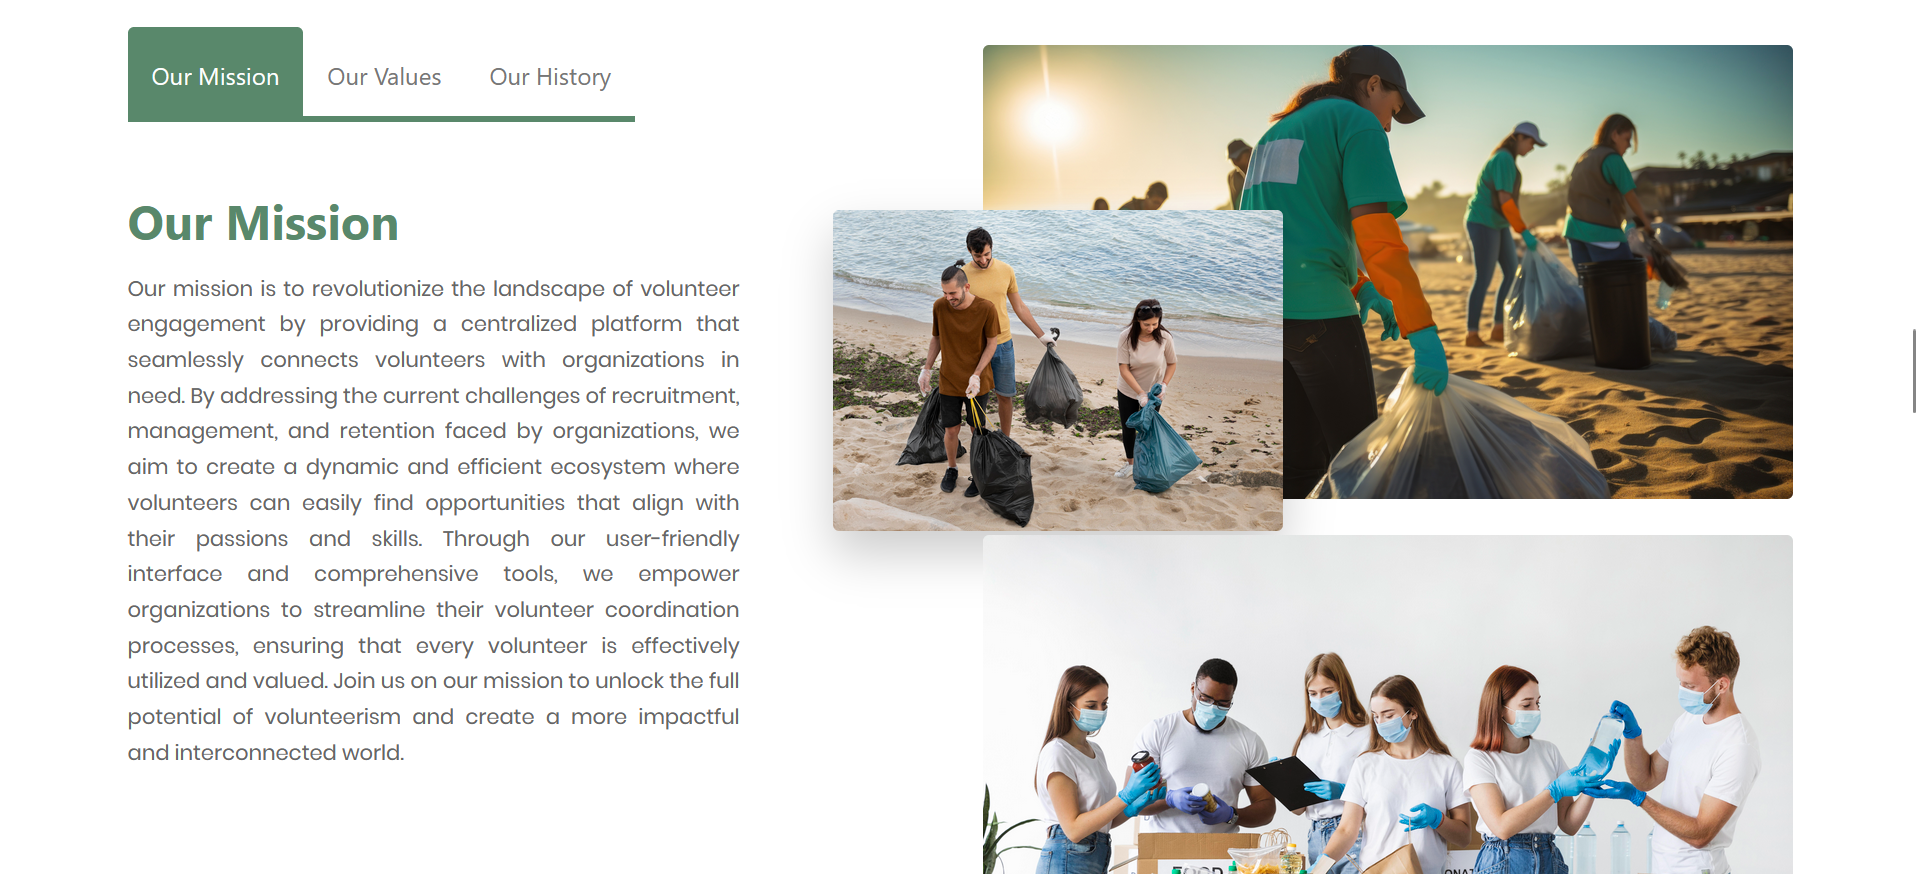 Our Mission Our Values Our History
Our Mission
Our mission is to revolutionize the landscape of volunteer
engagement by providing a centralized platform that
seamlessly connects volunteers with organizations in
need. By addressing the current challenges of recruitment,
management, and retention faced by organizations, we
aim to create a dynamic and efficient ecosystem where
volunteers can easily find opportunities that align with
their passions and skills. Through our user-friendly
interface and comprehensive tools, we empower
organizations to streamline their volunteer coordination
processes, ensuring that every volunteer is effectively
utilized and valued. Join us on our mission to unlock the full
potential of volunteerism and create a more impactful
and interconnected world.